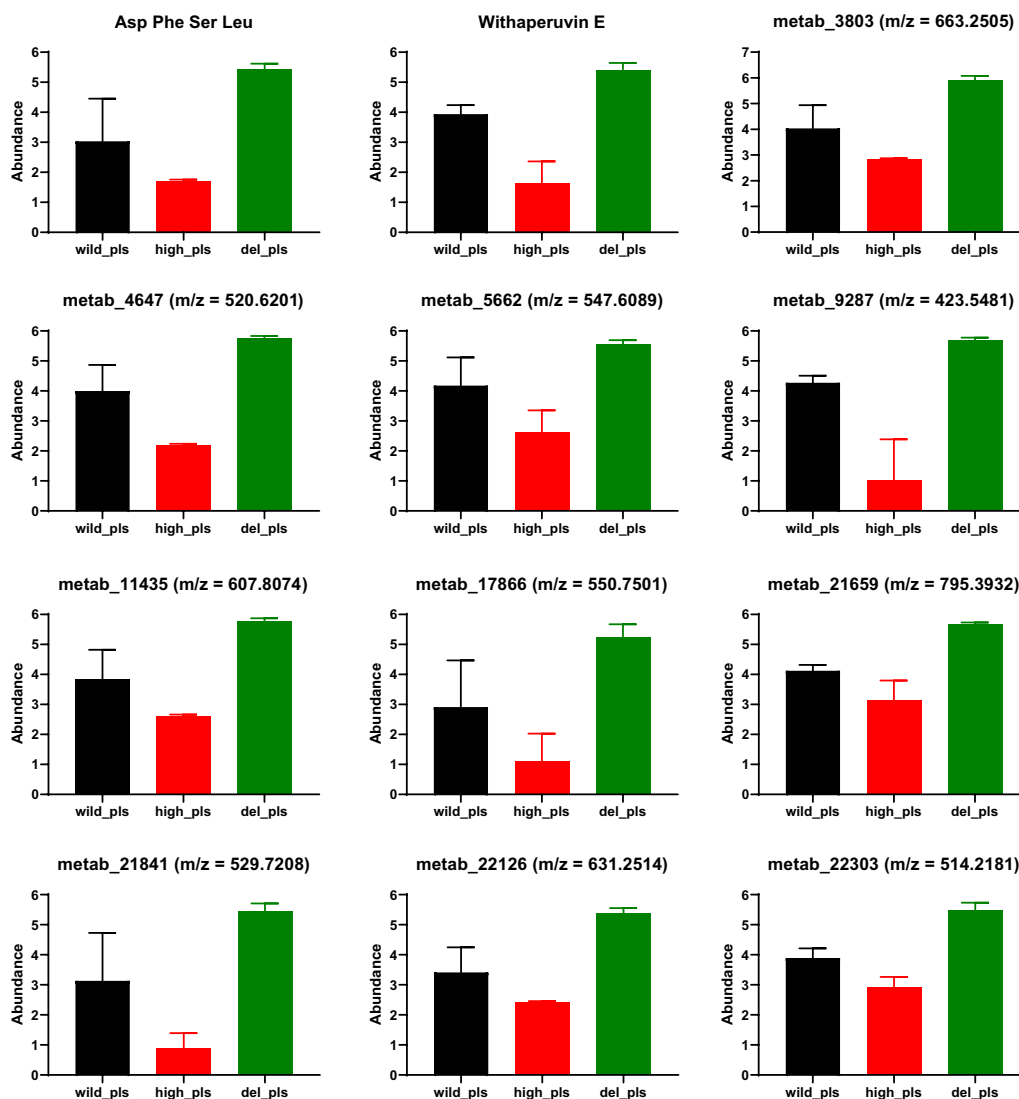 Asp Phe Ser Leu
Abundance
6
5
4
3
2
1
0
wild_pls high_pls del_pls
Withaperuvin E
Abundance
6
5
4
3
2
1
0
wild_pls high_pls del_pls
metab_3803 (m/z = 663.2505)
Abundance
7
6
5
4
3
2
1
0
wild_pls high_pls del_pls
metab_4647 (m/z = 520.6201)
Abundance
6
5
4
3
2
1
0
wild_pls high_pls del_pls
metab_5662 (m/z = 547.6089)
Abundance
6
5
4
3
2
1
0
wild_pls high_pls del_pls
metab_9287 (m/z = 423.5481)
Abundance
6
5
4
3
2
1
0
wild_pls high_pls del_pls
metab_11435 (m/z = 607.8074)
Abundance
6
5
4
3
2
1
0
wild_pls high_pls del_pls
metab_17866 (m/z = 550.7501)
Abundance
6
5
4
3
2
1
0
wild_pls high_pls del_pls
metab_21659 (m/z = 795.3932)
Abundance
6
5
4
3
2
1
0
wild_pls high_pls del_pls
metab_21841 (m/z = 529.7208)
Abundance
6
5
4
3
2
1
0
wild_pls high_pls del_pls
metab_22126 (m/z = 631.2514)
Abundance
6
5
4
3
2
1
0
wild_pls high_pls del_pls
metab_22303 (m/z = 514.2181)
Abundance
6
5
4
3
2
1
0
wild_pls high_pls del_pls